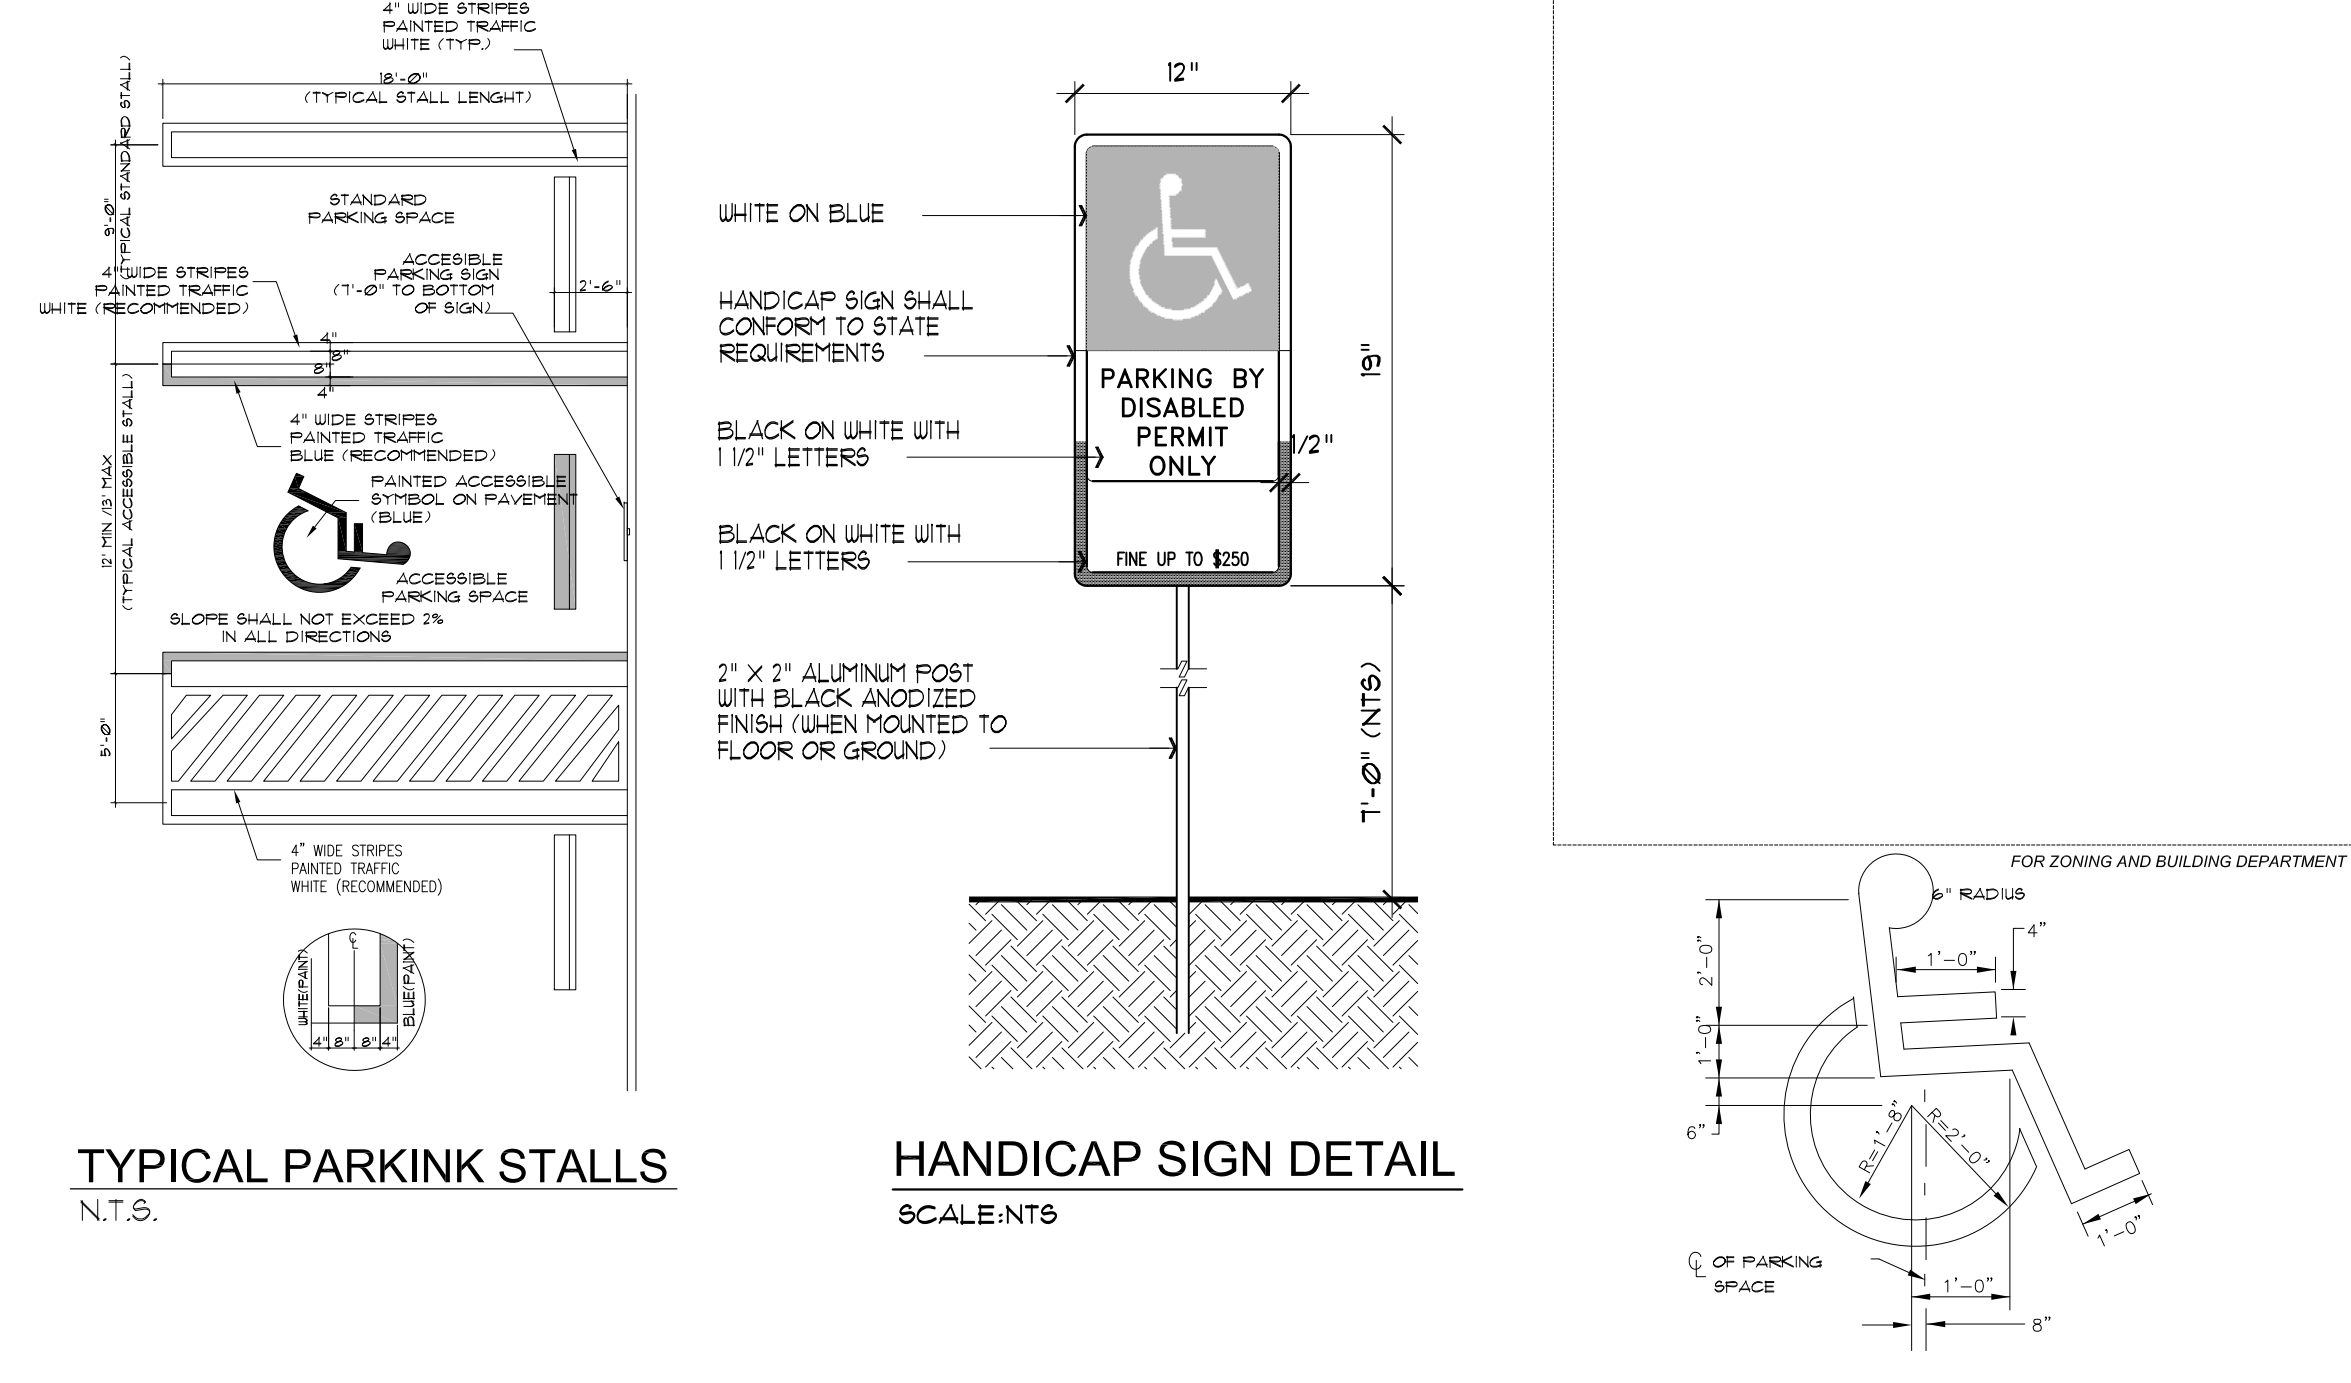 4" WIDE STRIPES
PAINTED TRAFFIC
WHITE (TYP.)
18'-0"
(TYPICAL STALL LENGHT)
9'-0"
(TYPICAL STANDARD STALL)
STANDARD
PARKING SPACE
4" WIDE STRIPES
PAINTED TRAFFIC
WHITE (RECOMMENDED)
ACCESIBLE
PARKING SIGN
(7'-0" TO BOTTOM
OF SIGN)
2'-6"
4"
8"
8"
4"
4" WIDE STRIPES
PAINTED TRAFFIC
BLUE (RECOMMENDED)
12' MIN /13' MAX
(TYPICAL ACCESSIBLE STALL)
PAINTED ACCESSIBLE
SYMBOL ON PAVEMENT
(BLUE)
ACCESSIBLE
PARKING SPACE
SLOPE SHALL NOT EXCEED 2%
IN ALL DIRECTIONS
5'-0"
4" WIDE STRIPES
PAINTED TRAFFIC
WHITE (RECOMMENDED)
℄
WHITE(PAINT)
BLUE(PAINT)
4" 8" 8" 4"
TYPICAL PARKINK STALLS
N.T.S.
12"
WHITE ON BLUE
HANDICAP SIGN SHALL
CONFORM TO STATE
REQUIREMENTS
BLACK ON WHITE WITH
1 1/2" LETTERS
BLACK ON WHITE WITH
1 1/2" LETTERS
2" X 2" ALUMINUM POST
WITH BLACK ANODIZED
FINISH (WHEN MOUNTED TO
FLOOR OR GROUND)
PARKING BY
DISABLED
PERMIT
ONLY
FINE UP TO $250
1/2"
19"
7'-0" (NTS)
HANDICAP SIGN DETAIL
SCALE:NTS
FOR ZONING AND BUILDING DEPARTMENT
6" RADIUS
4"
1'-0"
2'-0"
1'-0"
6"
R=1'-8"
R=2'-0"
1'-0"
℄ OF PARKING
SPACE
1'-0"
8"